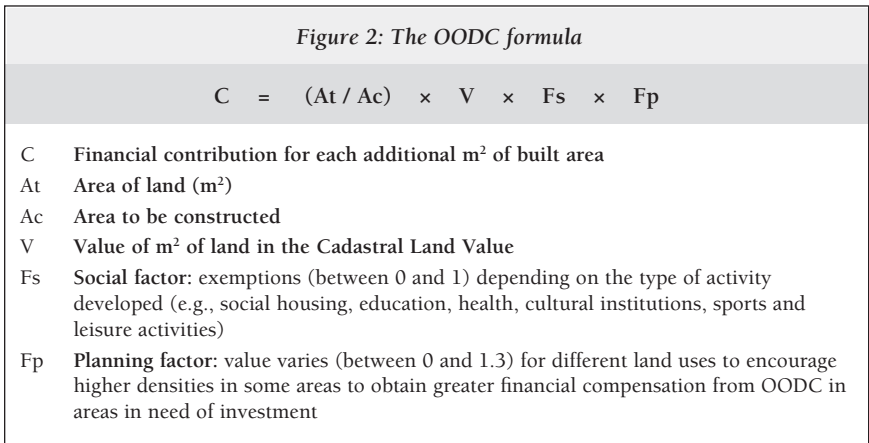 Figure 2: The OODC formula
C = (At / Ac) × V × Fs × Fp
C Financial contribution for each additional m² of built area
At Area of land (m²)
Ac Area to be constructed
V Value of m² of land in the Cadastral Land Value
Fs Social factor: exemptions (between 0 and 1) depending on the type of activity
developed (e.g., social housing, education, health, cultural institutions, sports and
leisure activities)
Fp Planning factor: value varies (between 0 and 1.3) for different land uses to encourage
higher densities in some areas to obtain greater financial compensation from OODC in
areas in need of investment